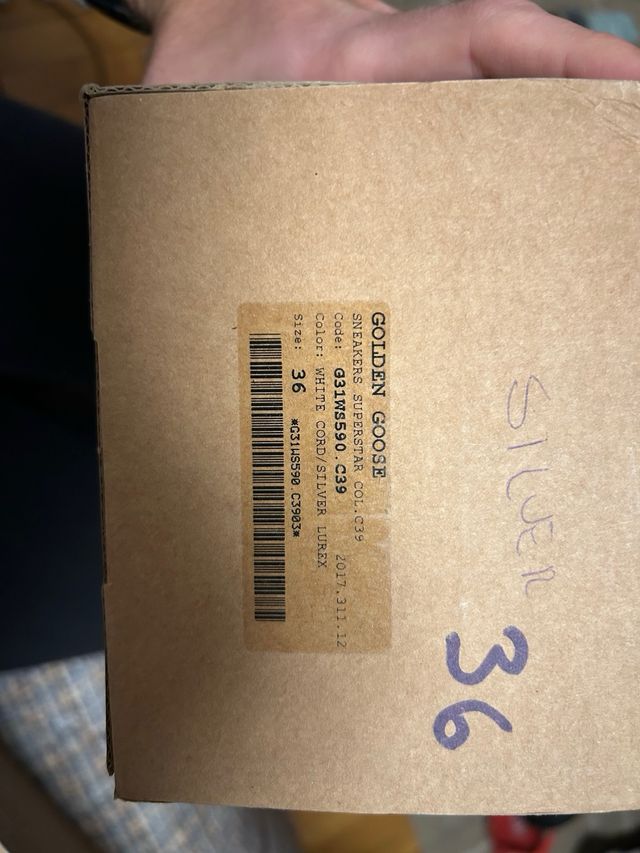 SILVER
36
GOLDEN GOOSE
SNEAKERS SUPERSTAR COL.C39
Code: G31WS590.C39 2017.311.12
Color: WHITE CORD/SILVER LUREX
Size: 36 *G31WS590.C3903*